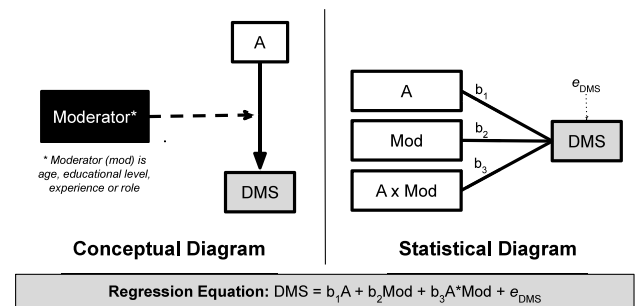 A
Moderator*
* Moderator (mod) is
age, educational level,
experience or role
DMS
Conceptual Diagram
A
Mod
A x Mod
b₁
b₂
b₃
eDMS
DMS
Statistical Diagram
Regression Equation: DMS = b₁A + b₂Mod + b₃A*Mod + eDMS